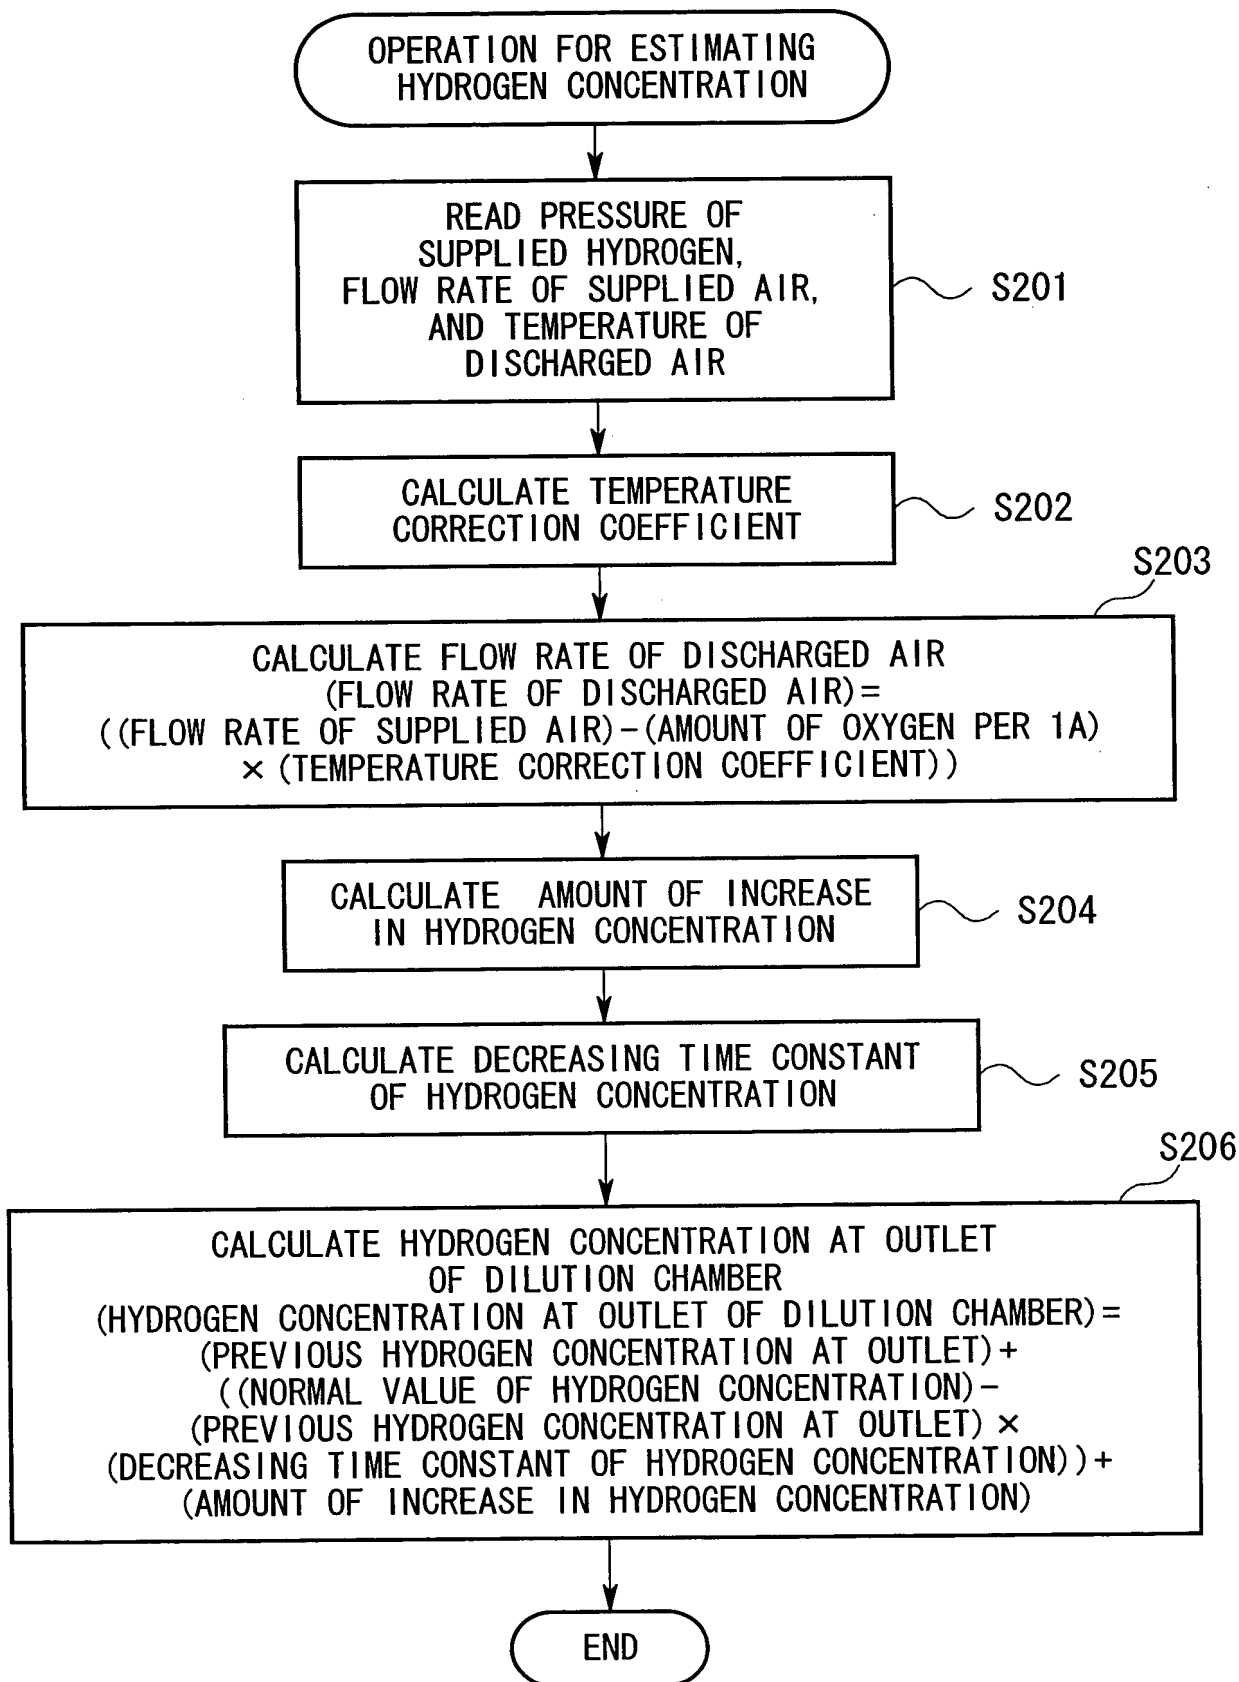 OPERATION FOR ESTIMATING
HYDROGEN CONCENTRATION
READ PRESSURE OF
SUPPLIED HYDROGEN,
FLOW RATE OF SUPPLIED AIR,
AND TEMPERATURE OF
DISCHARGED AIR
S201
CALCULATE TEMPERATURE
CORRECTION COEFFICIENT
S202
S203
CALCULATE FLOW RATE OF DISCHARGED AIR
(FLOW RATE OF DISCHARGED AIR)=
((FLOW RATE OF SUPPLIED AIR)-(AMOUNT OF OXYGEN PER 1A)
×(TEMPERATURE CORRECTION COEFFICIENT))
CALCULATE AMOUNT OF INCREASE
IN HYDROGEN CONCENTRATION
S204
CALCULATE DECREASING TIME CONSTANT
OF HYDROGEN CONCENTRATION
S205
S206
CALCULATE HYDROGEN CONCENTRATION AT OUTLET
OF DILUTION CHAMBER
(HYDROGEN CONCENTRATION AT OUTLET OF DILUTION CHAMBER)=
(PREVIOUS HYDROGEN CONCENTRATION AT OUTLET)+
((NORMAL VALUE OF HYDROGEN CONCENTRATION)-
(PREVIOUS HYDROGEN CONCENTRATION AT OUTLET)×
(DECREASING TIME CONSTANT OF HYDROGEN CONCENTRATION))+
(AMOUNT OF INCREASE IN HYDROGEN CONCENTRATION)
END